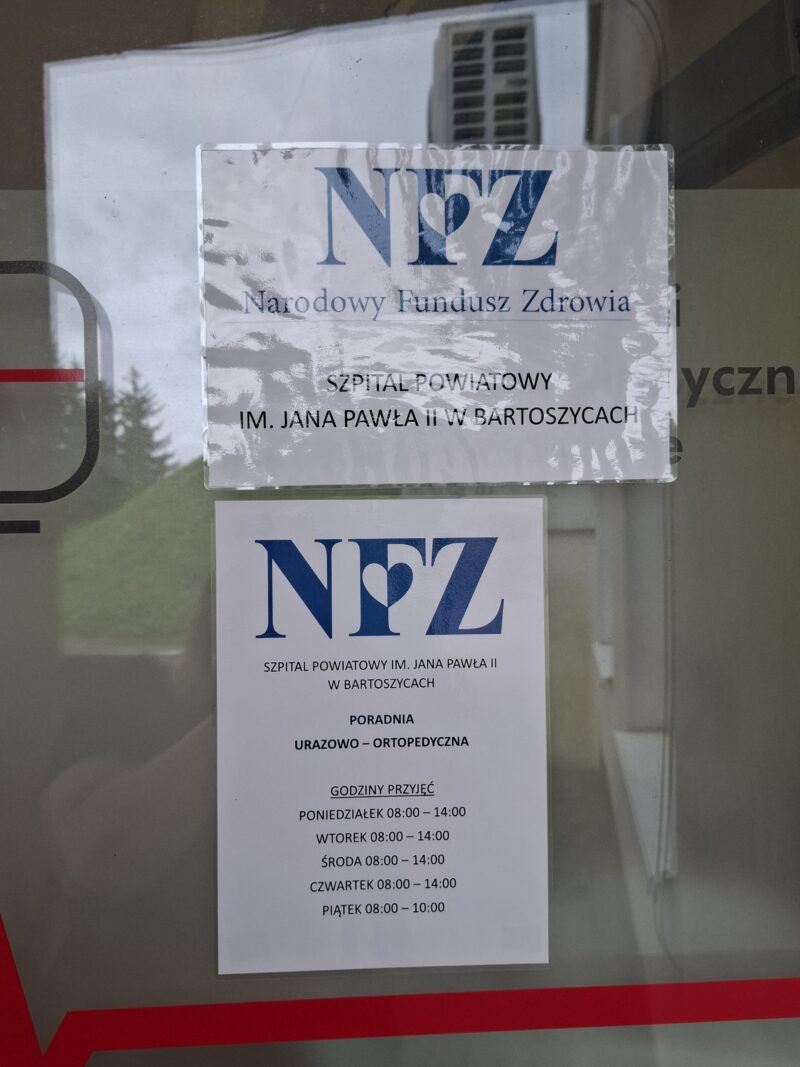 NFZ
Narodowy Fundusz Zdrowia
SZPITAL POWIATOWY
IM. JANA PAWŁA II W BARTOSZYCACH
NFZ
SZPITAL POWIATOWY IM. JANA PAWŁA II
W BARTOSZYCACH
PORADNIA
URAZOWO – ORTOPEDYCZNA
GODZINY PRZYJĘĆ
PONIEDZIAŁEK 08:00 – 14:00
WTOREK 08:00 – 14:00
ŚRODA 08:00 – 14:00
CZWARTEK 08:00 – 14:00
PIĄTEK 08:00 – 10:00